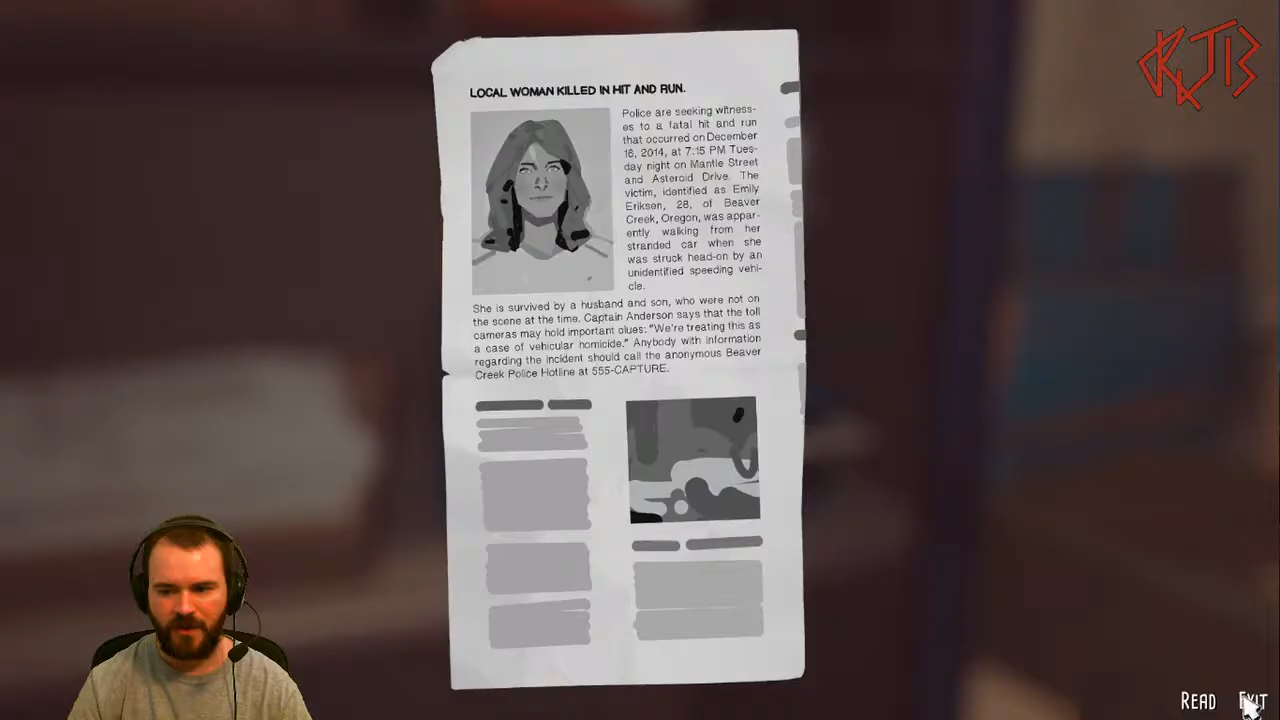 LOCAL WOMAN KILLED IN HIT AND RUN.
Police are seeking witness-
es to a fatal hit and run
that occurred on December
16, 2014, at 7:15 PM Tues-
day night on Mantle Street
and Asteroid Drive. The
victim, identified as Emily
Eriksen, 28, of Beaver
Creek, Oregon, was appar-
ently walking from her
stranded car when she
was struck head-on by an
unidentified speeding vehi-
cle.
She is survived by a husband and son, who were not on
the scene at the time. Captain Anderson says that the toll
cameras may hold important clues: "We're treating this as
a case of vehicular homicide." Anybody with information
regarding the incident should call the anonymous Beaver
Creek Police Hotline at 555-CAPTURE.
READ EXIT